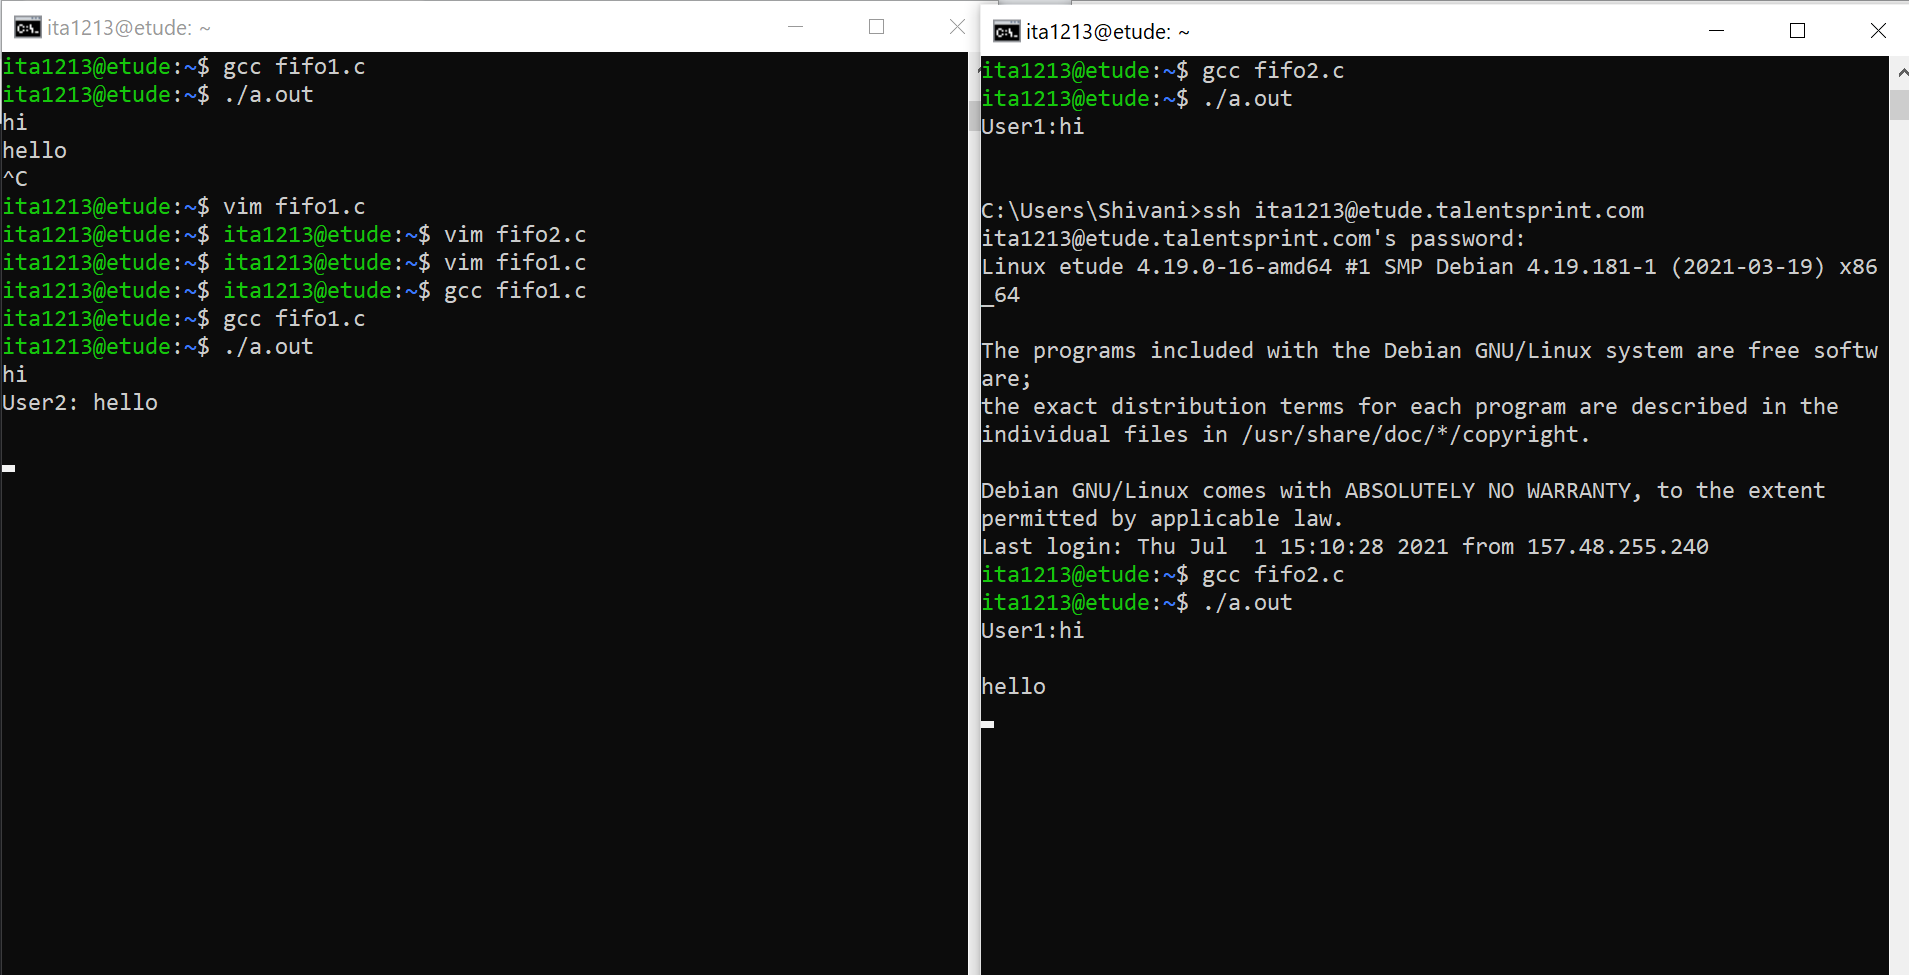 ita1213@etude: ~
ita1213@etude:~$ gcc fifo1.c
ita1213@etude:~$ ./a.out
hi
hello
^C
ita1213@etude:~$ vim fifo1.c
ita1213@etude:~$ ita1213@etude:~$ vim fifo2.c
ita1213@etude:~$ ita1213@etude:~$ vim fifo1.c
ita1213@etude:~$ ita1213@etude:~$ gcc fifo1.c
ita1213@etude:~$ gcc fifo1.c
ita1213@etude:~$ ./a.out
hi
User2: hello
ita1213@etude: ~
ita1213@etude:~$ gcc fifo2.c
ita1213@etude:~$ ./a.out
User1:hi
C:\Users\Shivani>ssh ita1213@etude.talentsprint.com
ita1213@etude.talentsprint.com's password:
Linux etude 4.19.0-16-amd64 #1 SMP Debian 4.19.181-1 (2021-03-19) x86
_64
The programs included with the Debian GNU/Linux system are free softw
are;
the exact distribution terms for each program are described in the
individual files in /usr/share/doc/*/copyright.
Debian GNU/Linux comes with ABSOLUTELY NO WARRANTY, to the extent
permitted by applicable law.
Last login: Thu Jul  1 15:10:28 2021 from 157.48.255.240
ita1213@etude:~$ gcc fifo2.c
ita1213@etude:~$ ./a.out
User1:hi
hello